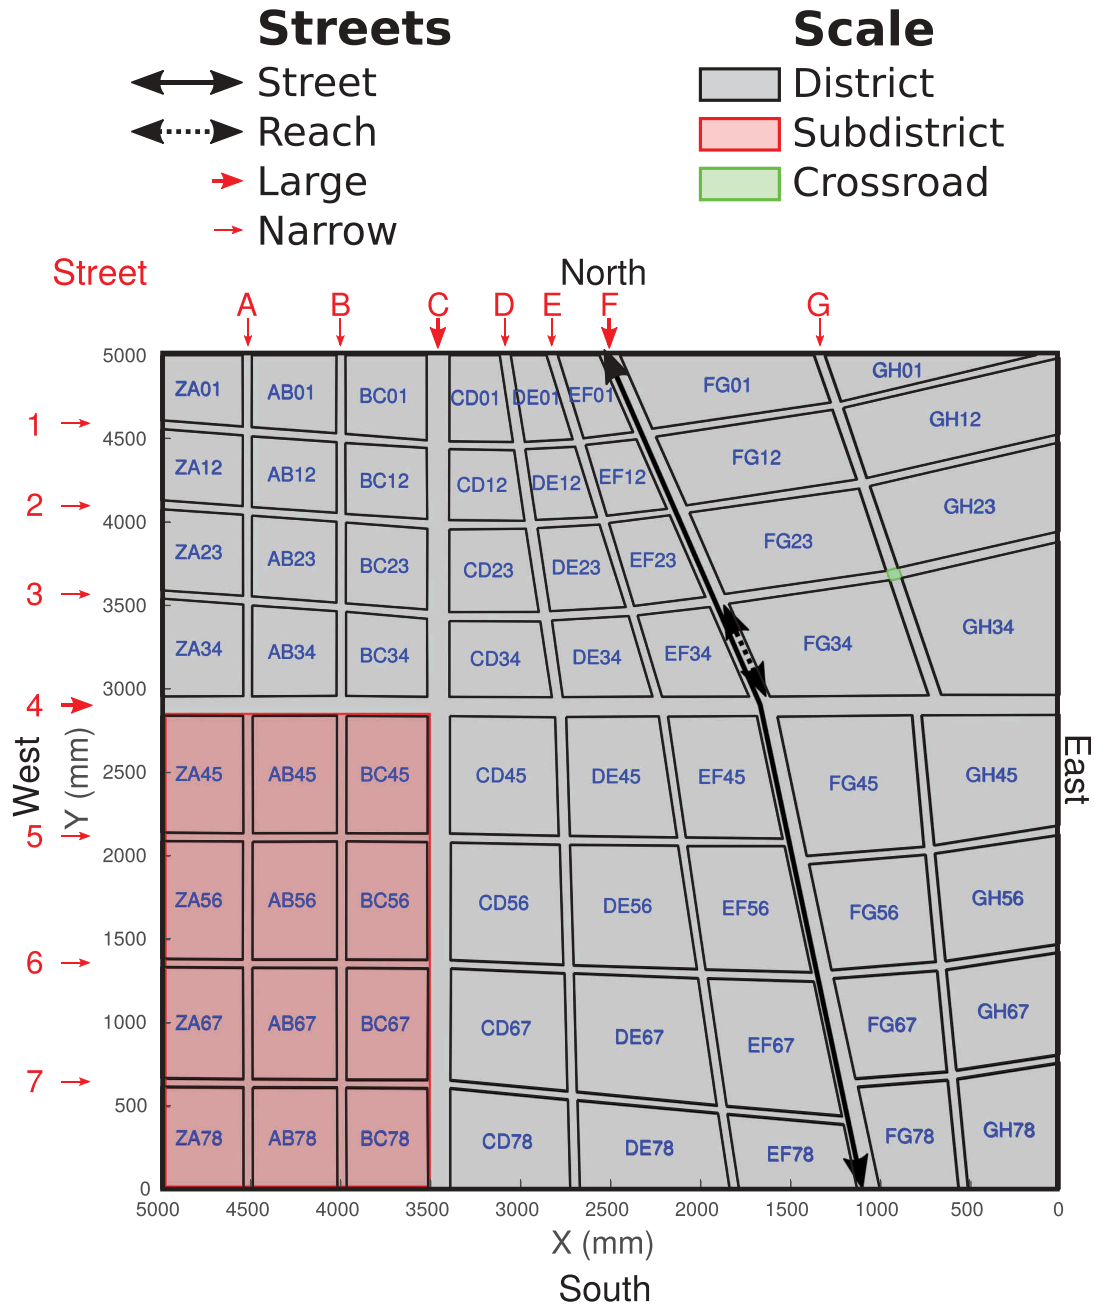 Streets
Street
Reach
Large
Narrow
Scale
District
Subdistrict
Crossroad
Street
North
A B C D E F G
5000
4500
4000
3500
3000
2500
2000
1500
1000
500
0
1
2
3
4
5
6
7
West
Y (mm)
East
ZA01 AB01 BC01 CD01 DE01 EF01 FG01 GH01
ZA12 AB12 BC12 CD12 DE12 EF12 FG12 GH12
ZA23 AB23 BC23 CD23 DE23 EF23 FG23 GH23
ZA34 AB34 BC34 CD34 DE34 EF34 FG34 GH34
ZA45 AB45 BC45 CD45 DE45 EF45 FG45 GH45
ZA56 AB56 BC56 CD56 DE56 EF56 FG56 GH56
ZA67 AB67 BC67 CD67 DE67 EF67 FG67 GH67
ZA78 AB78 BC78 CD78 DE78 EF78 FG78 GH78
5000 4500 4000 3500 3000 2500 2000 1500 1000 500 0
X (mm)
South